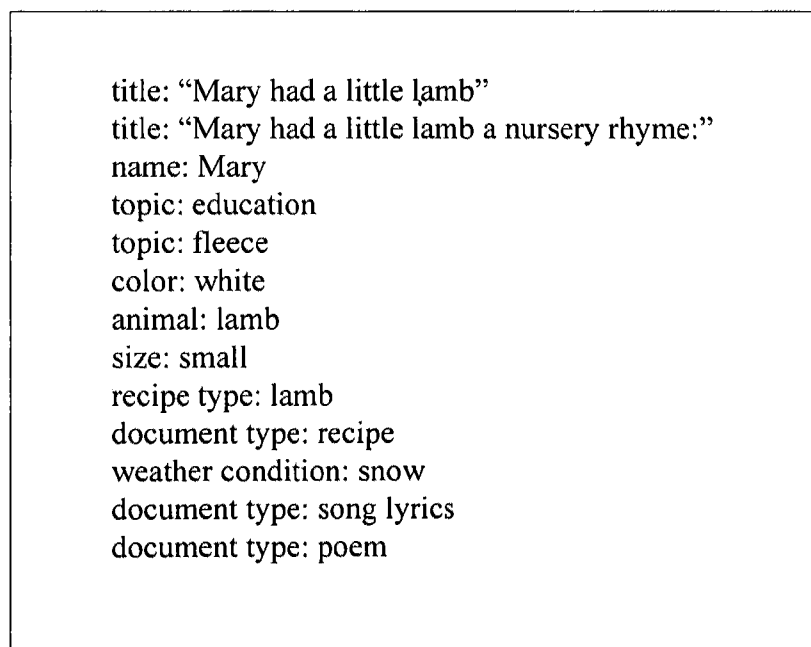 title: “Mary had a little lamb”
title: “Mary had a little lamb a nursery rhyme:”
name: Mary
topic: education
topic: fleece
color: white
animal: lamb
size: small
recipe type: lamb
document type: recipe
weather condition: snow
document type: song lyrics
document type: poem